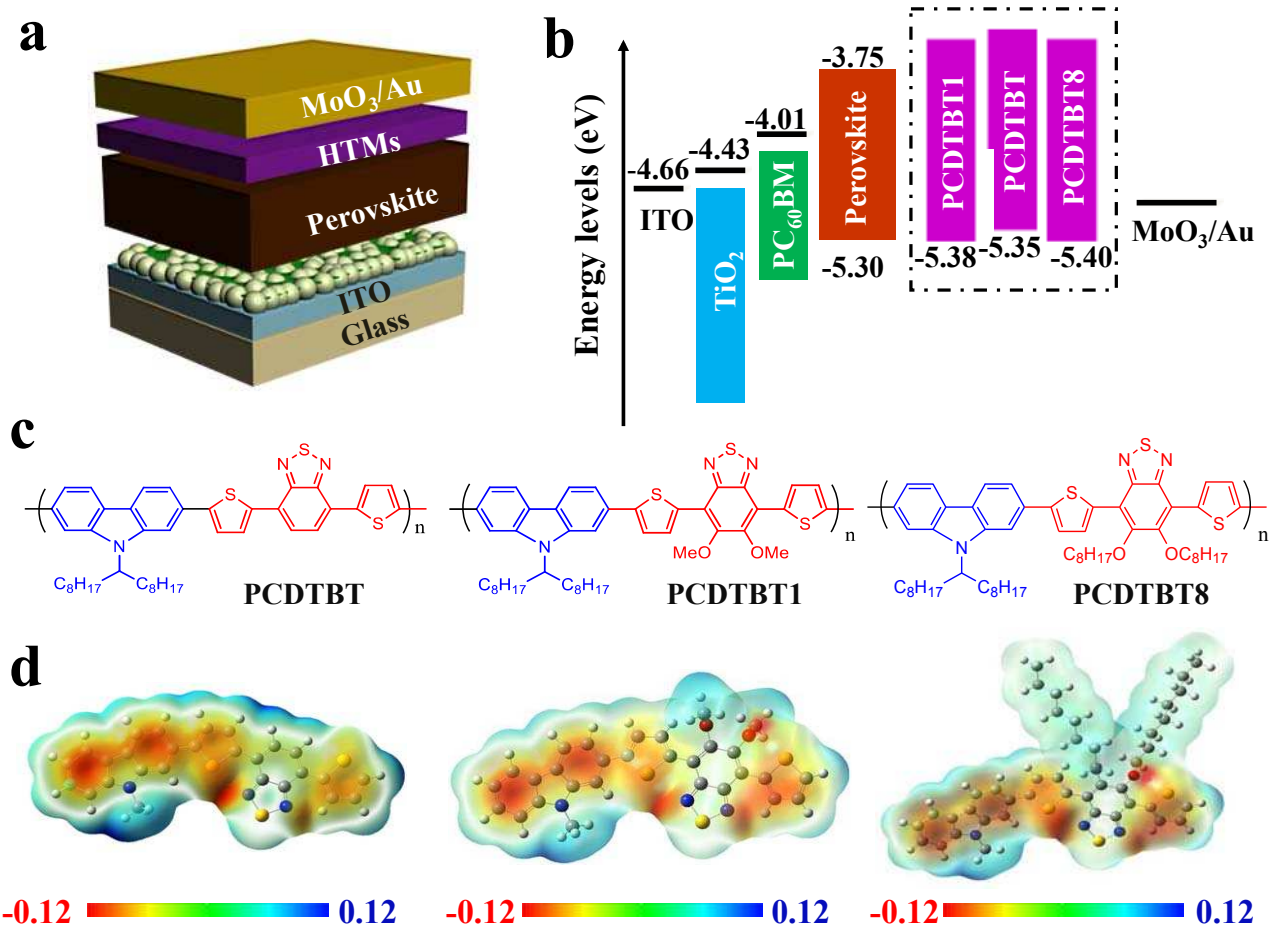 a
MoO3/Au
HTMs
Perovskite
ITO
Glass
b
Energy levels (eV)
-4.66
ITO
-4.43
TiO2
-4.01
PC60BM
-3.75
Perovskite
-5.30
PCDTBT1
-5.38
PCDTBT
-5.35
PCDTBT8
-5.40
MoO3/Au
c
S
N N
S
S
N
C8H17 C8H17
n
PCDTBT
S
N N
S
S
N
MeO OMe
C8H17 C8H17
n
PCDTBT1
S
N N
S
S
N
C8H17O OC8H17
C8H17 C8H17
n
PCDTBT8
d
-0.12 0.12
-0.12 0.12
-0.12 0.12